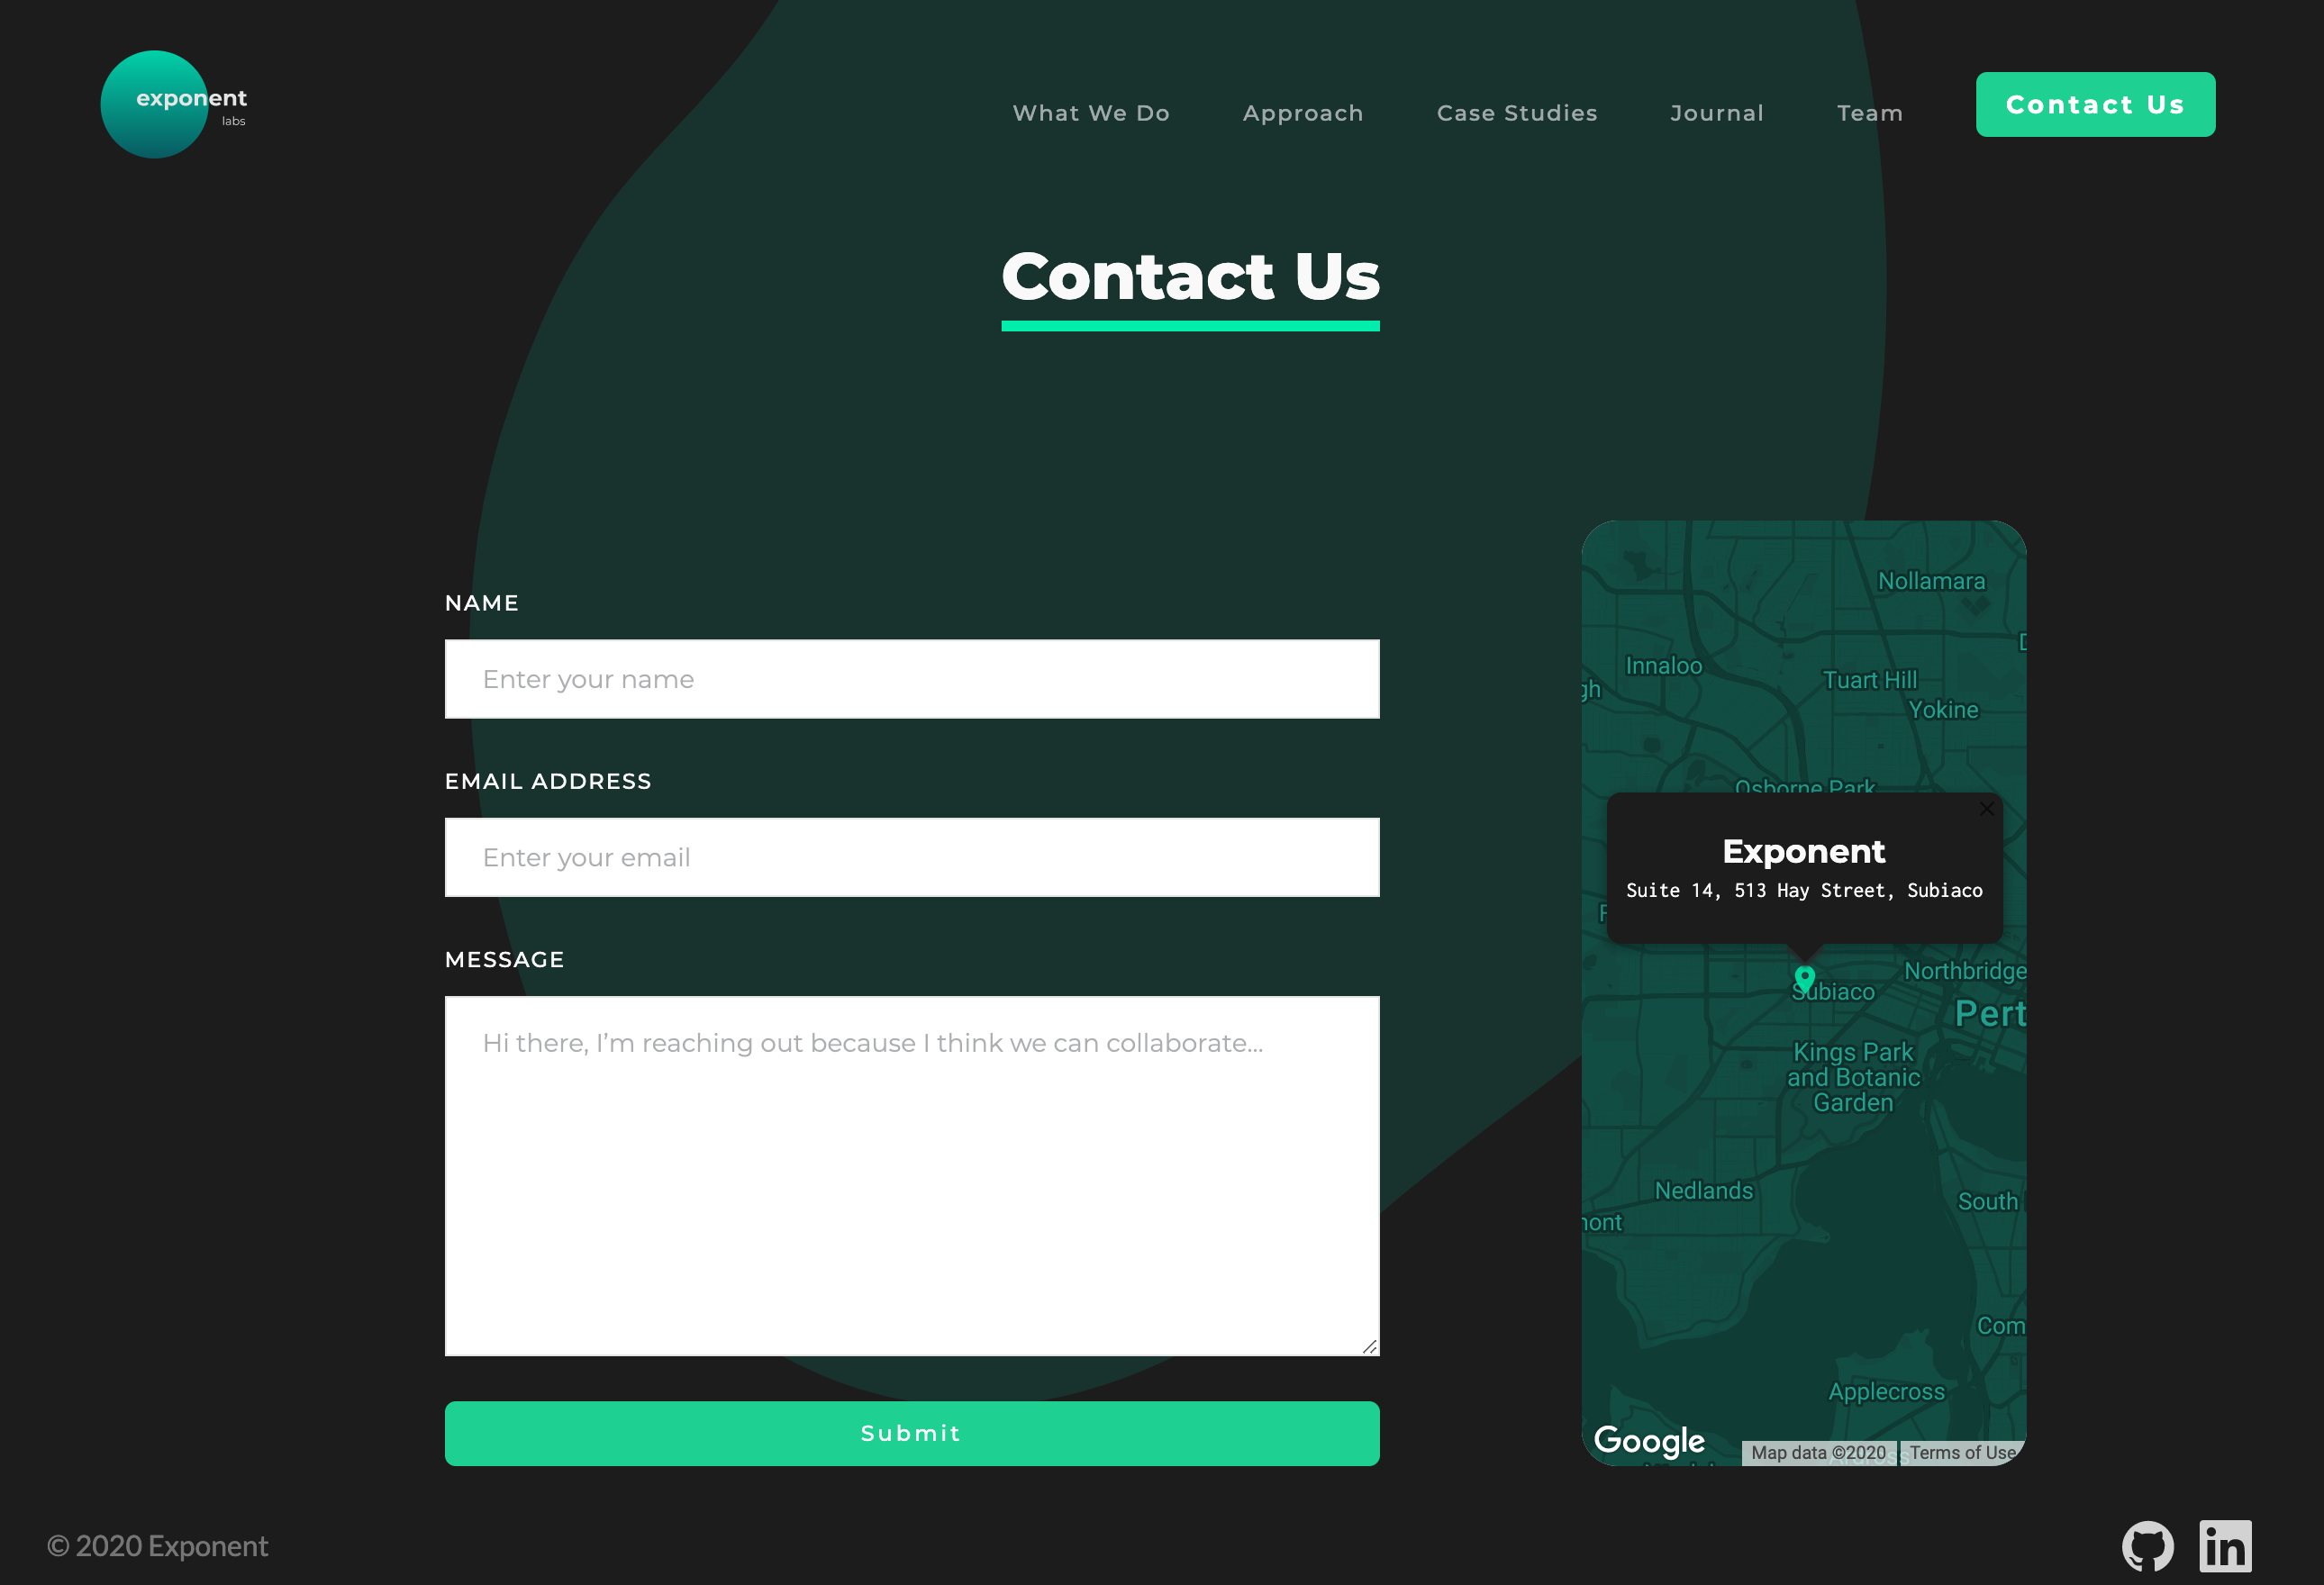 exponent
labs
What We Do
Approach
Case Studies
Journal
Team
Contact Us
Contact Us
NAME
Enter your name
EMAIL ADDRESS
Enter your email
MESSAGE
Hi there, I’m reaching out because I think we can collaborate...
Submit
Nollamara
D
Innaloo
gh
Tuart Hill
Yokine
Osborne Park
Exponent
Suite 14, 513 Hay Street, Subiaco
F
Northbridge
Subiaco
Pert
Kings Park
and Botanic
Garden
Nedlands
South
mont
Com
Applecross
Google
Map data ©2020
Terms of Use
© 2020 Exponent
in